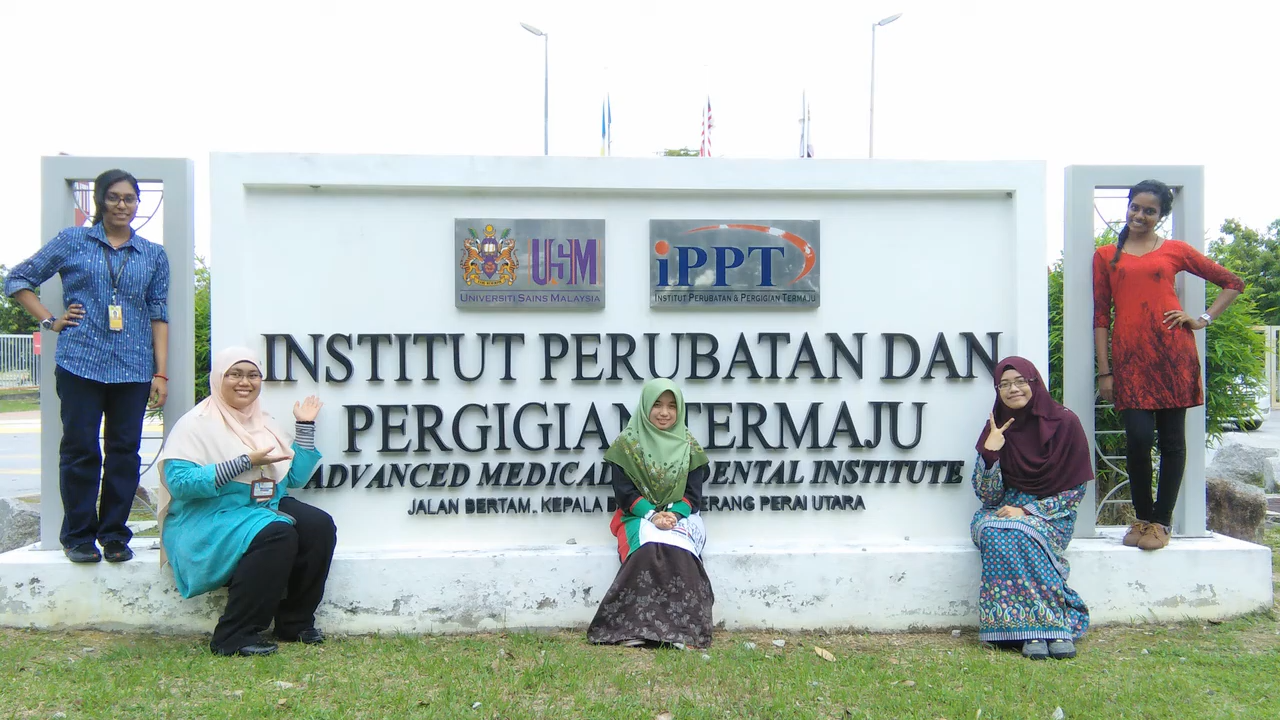 USM
UNIVERSITI SAINS MALAYSIA
iPPT
INSTITUT PERUBATAN & PERGIGIAN TERMAJU
INSTITUT PERUBATAN DAN
PERGIGIAN TERMAJU
ADVANCED MEDICAL DENTAL INSTITUTE
JALAN BERTAM, KEPALA B ERANG PERAI UTARA